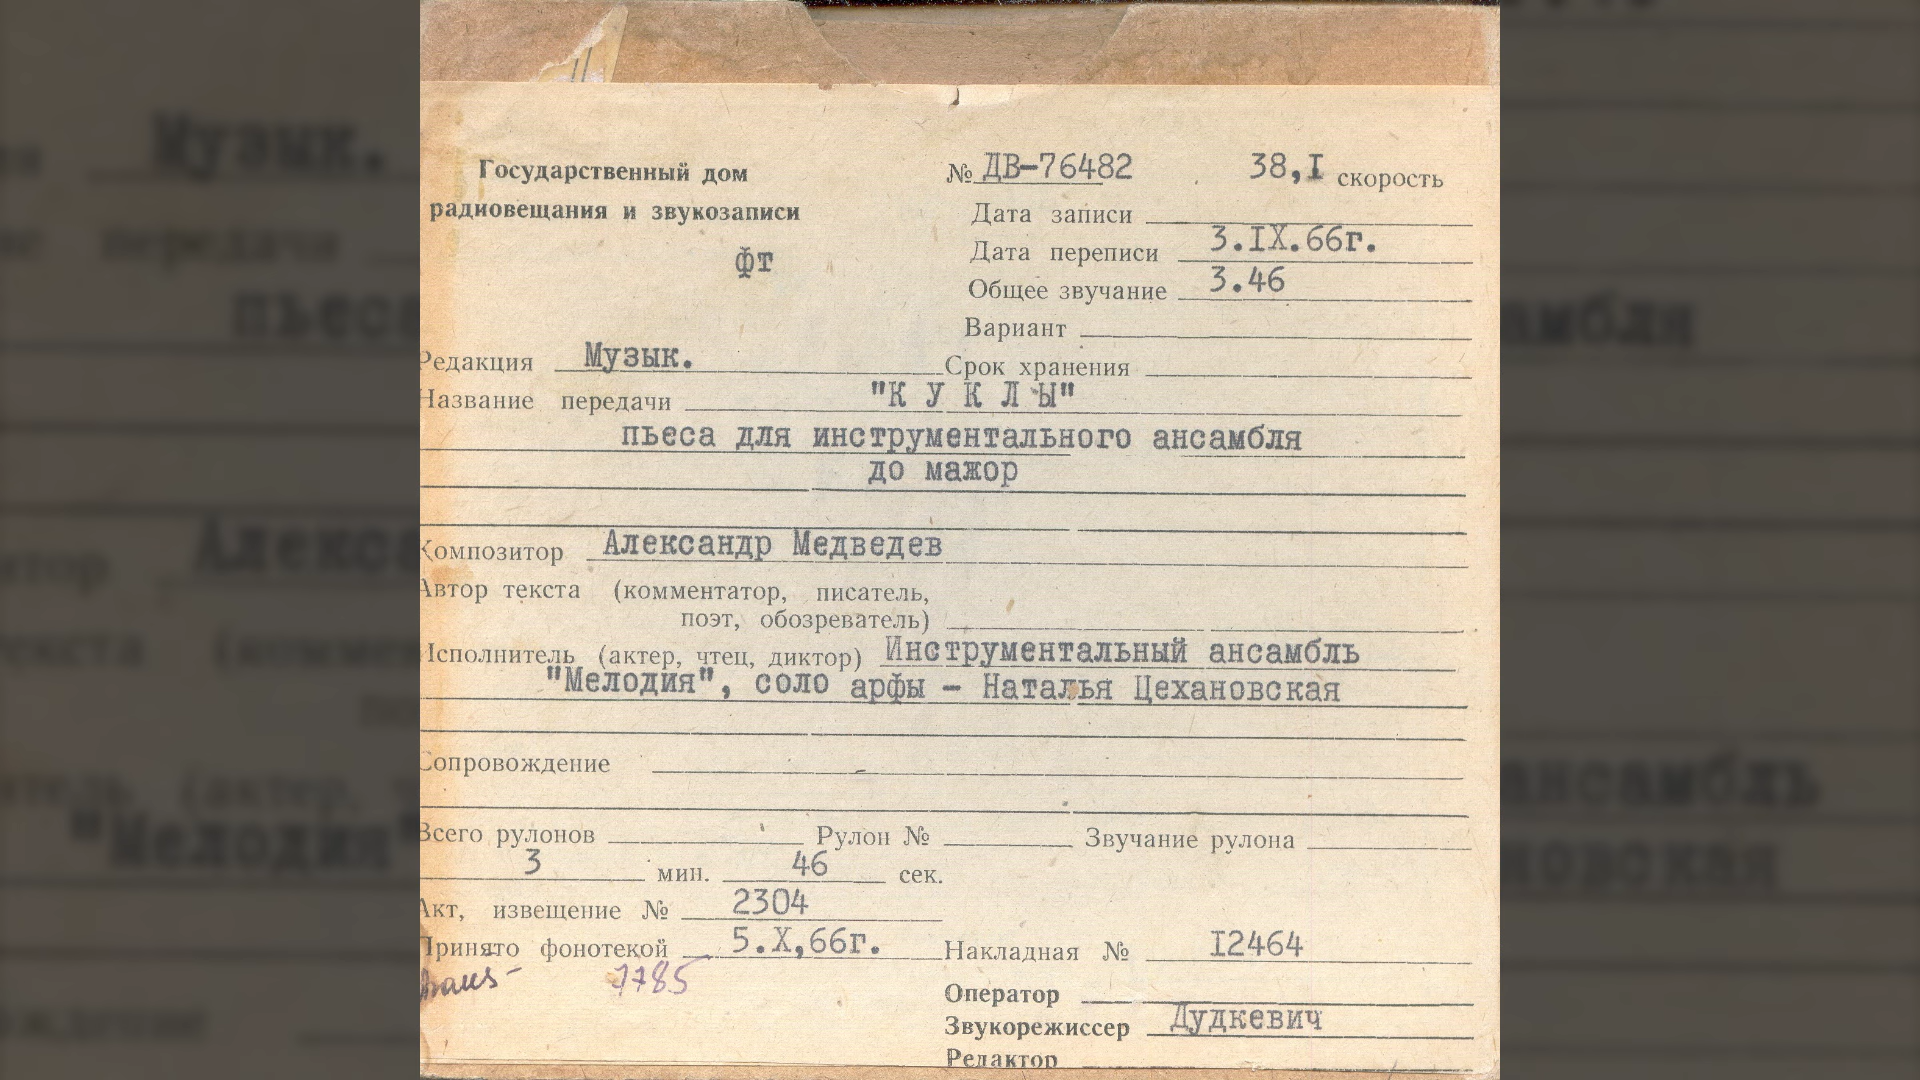 Государственный дом
радиовещания и звукозаписи
фт
№ ДВ-76482 38,I скорость
Дата записи
Дата переписи 3.IX.66г.
Общее звучание 3.46
Вариант
Редакция Музык.
Срок хранения
Название передачи "К У К Л Ы"
пьеса для инструментального ансамбля
до мажор
Композитор Александр Медведев
Автор текста (комментатор, писатель,
поэт, обозреватель)
Исполнитель (актер, чтец, диктор) Инструментальный ансамбль
"Мелодия", соло арфы – Наталья Цехановская
Сопровождение
Всего рулонов Рулон № Звучание рулона
3 мин. 46 сек.
Акт, извещение № 2304
Принято фонотекой 5.X,66г. Накладная № I2464
7785
Оператор
Звукорежиссер Дудкевич
Редактор